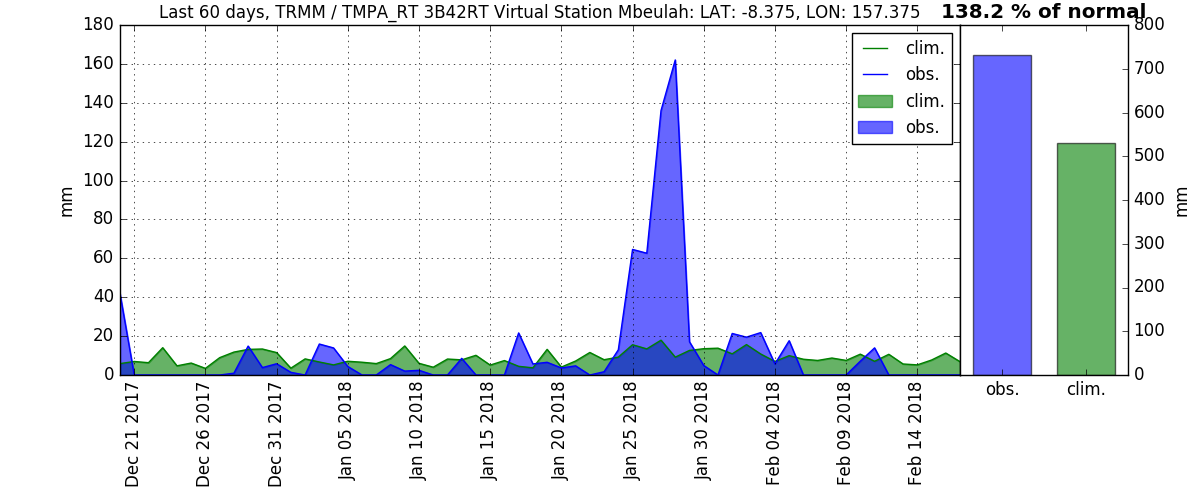 Last 60 days, TRMM / TMPA_RT 3B42RT Virtual Station Mbeulah: LAT: -8.375, LON: 157.375
138.2 % of normal
mm
180
160
140
120
100
80
60
40
20
0
clim.
obs.
clim.
obs.
Dec 21 2017
Dec 26 2017
Dec 31 2017
Jan 05 2018
Jan 10 2018
Jan 15 2018
Jan 20 2018
Jan 25 2018
Jan 30 2018
Feb 04 2018
Feb 09 2018
Feb 14 2018
800
700
600
500
400
300
200
100
0
mm
obs.
clim.